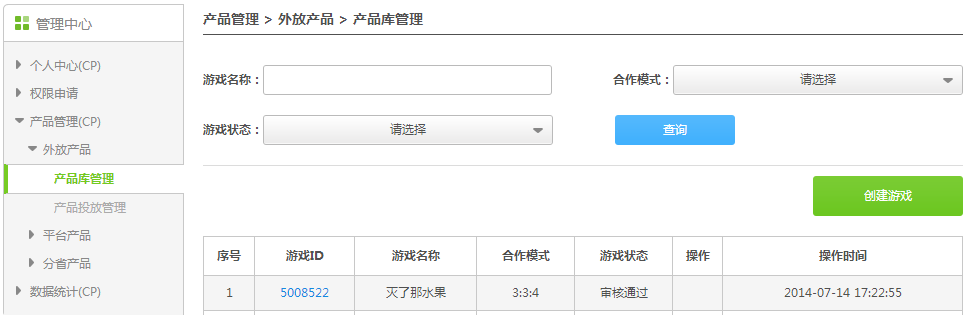 管理中心
个人中心(CP)
权限申请
产品管理(CP)
外放产品
产品库管理
产品投放管理
平台产品
分省产品
数据统计(CP)
产品管理 > 外放产品 > 产品库管理
游戏名称： 合作模式： 请选择
游戏状态： 请选择 查询
创建游戏
序号 游戏ID 游戏名称 合作模式 游戏状态 操作 操作时间
1 5008522 灭了那水果 3:3:4 审核通过 2014-07-14 17:22:55